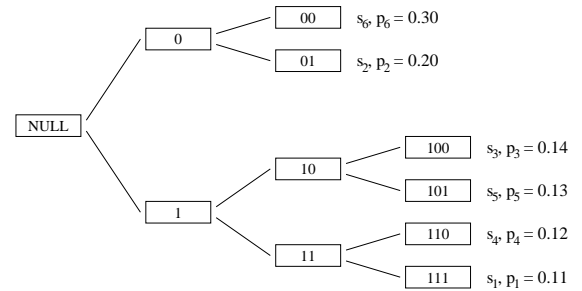 00 s6, p6 = 0.30
0
01 s2, p2 = 0.20
NULL
100 s3, p3 = 0.14
10
101 s5, p5 = 0.13
1
110 s4, p4 = 0.12
11
111 s1, p1 = 0.11